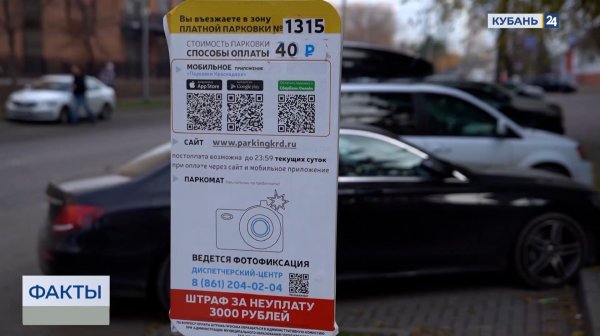 Вы въезжаете в зону
ПЛАТНОЙ ПАРКОВКИ № 1315
СТОИМОСТЬ ПАРКОВКИ
СПОСОБЫ ОПЛАТЫ 40 ₽
МОБИЛЬНОЕ приложение
«Парковки Краснодара»
App Store
Google play
Сбербанк Онлайн
САЙТ www.parkingkrd.ru
постоплата возможна до 23:59 текущих суток
при оплате через сайт и мобильное приложение
ПАРКОМАТ
ВЕДЕТСЯ ФОТОФИКСАЦИЯ
ДИСПЕТЧЕРСКИЙ-ЦЕНТР
8 (861) 204-02-04
ШТРАФ ЗА НЕУПЛАТУ
3000 РУБЛЕЙ
КУБАНЬ 24
ФАКТЫ